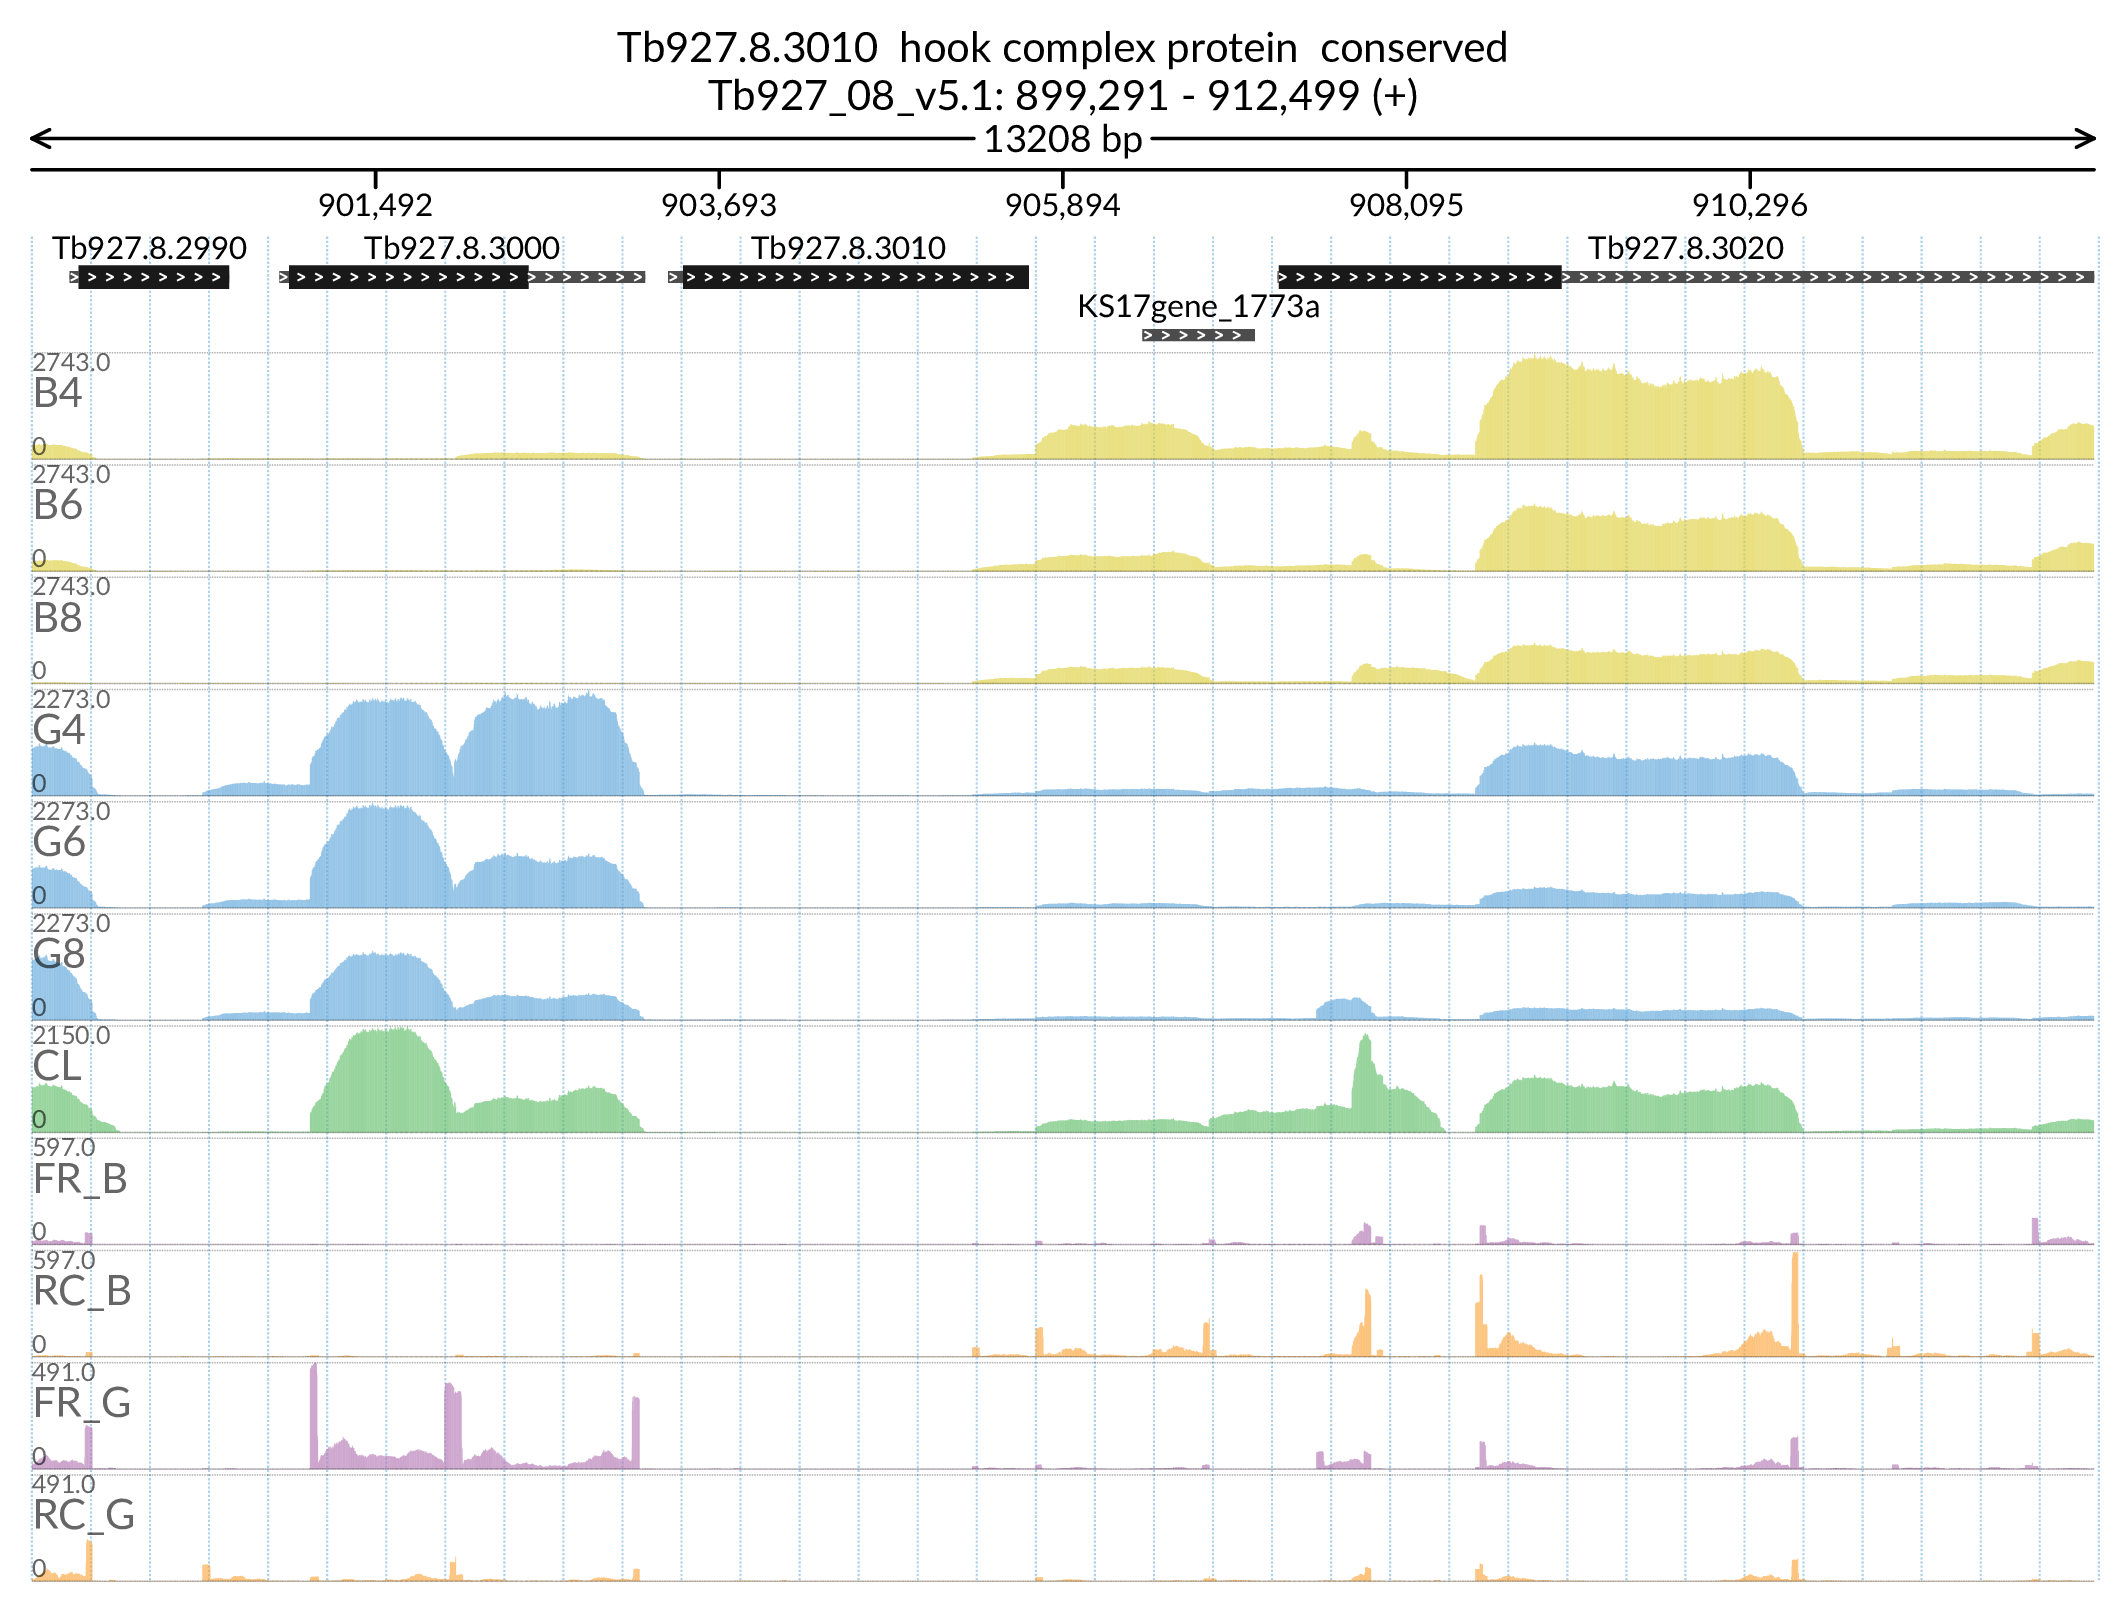 Tb927.8.3010  hook complex protein  conserved
Tb927_08_v5.1: 899,291 - 912,499 (+)
13208 bp
901,492 903,693 905,894 908,095 910,296
Tb927.8.2990 Tb927.8.3000 Tb927.8.3010 Tb927.8.3020
KS17gene_1773a
2743.0
B4
0
2743.0
B6
0
2743.0
B8
0
2273.0
G4
0
2273.0
G6
0
2273.0
G8
0
2150.0
CL
0
597.0
FR_B
0
597.0
RC_B
0
491.0
FR_G
0
491.0
RC_G
0